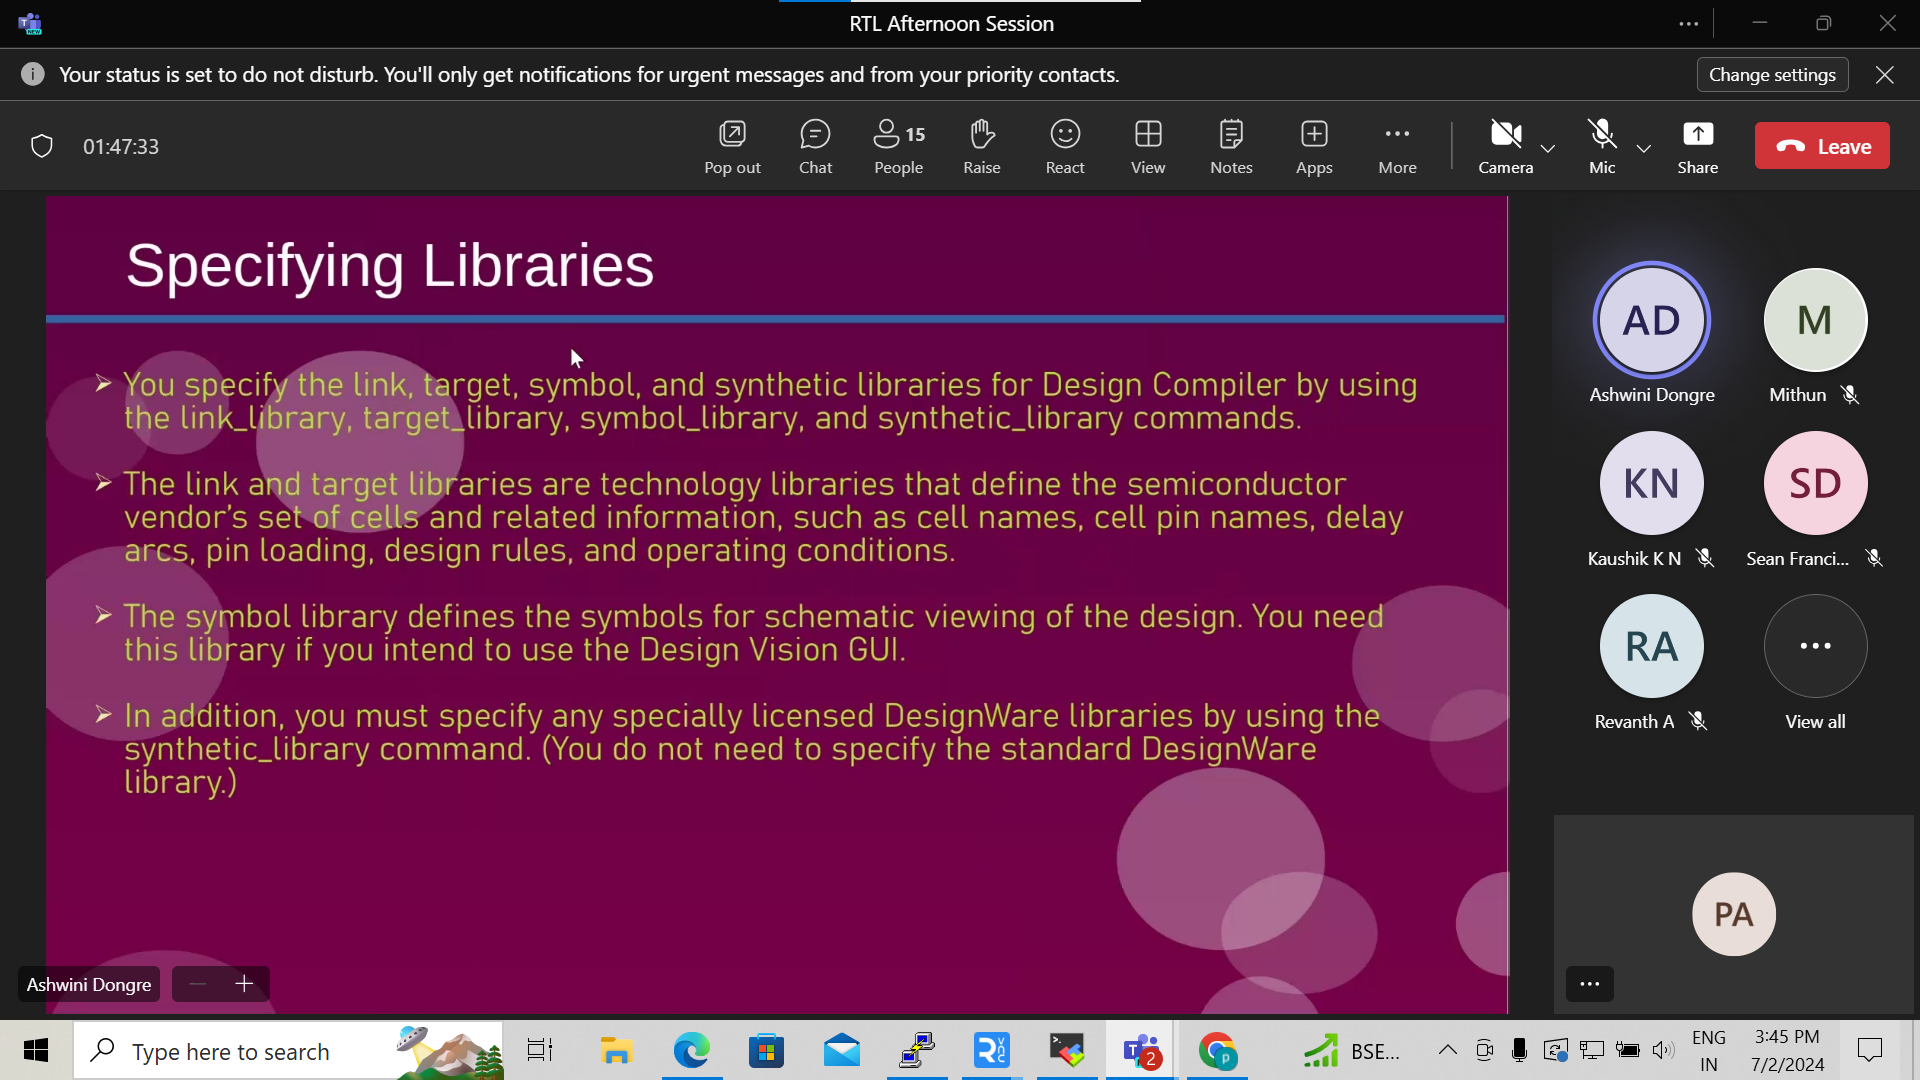 RTL Afternoon Session
Your status is set to do not disturb. You'll only get notifications for urgent messages and from your priority contacts.
Change settings
01:47:33
Pop out
Chat
15
People
Raise
React
View
Notes
Apps
More
Camera
Mic
Share
Leave
Specifying Libraries
You specify the link, target, symbol, and synthetic libraries for Design Compiler by using
the link_library, target_library, symbol_library, and synthetic_library commands.
The link and target libraries are technology libraries that define the semiconductor
vendor's set of cells and related information, such as cell names, cell pin names, delay
arcs, pin loading, design rules, and operating conditions.
The symbol library defines the symbols for schematic viewing of the design. You need
this library if you intend to use the Design Vision GUI.
In addition, you must specify any specially licensed DesignWare libraries by using the
synthetic_library command. (You do not need to specify the standard DesignWare
library.)
AD
Ashwini Dongre
M
Mithun
KN
Kaushik K N
SD
Sean Franci...
RA
Revanth A
View all
PA
Ashwini Dongre
Type here to search
2
p
BSE...
ENG
IN
3:45 PM
7/2/2024